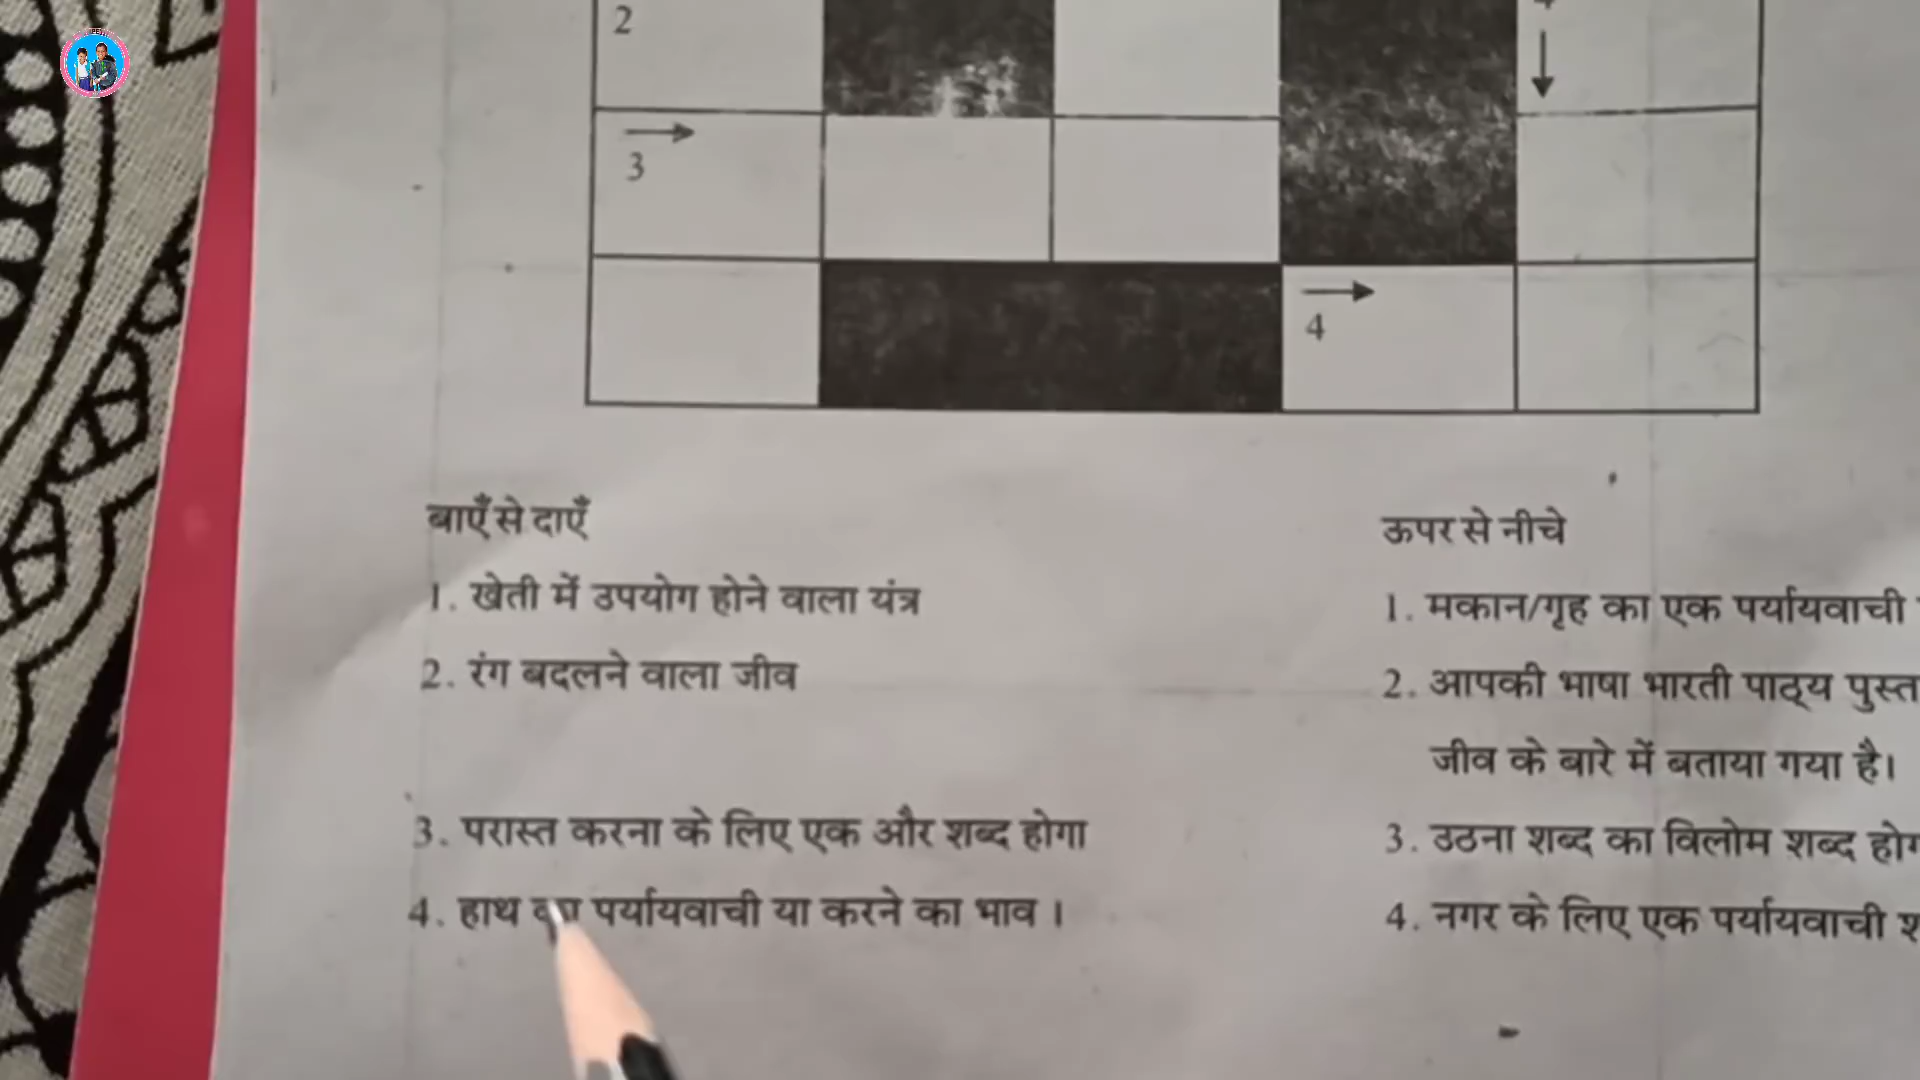 2
4
3
4
बाएँ से दाएँ
1. खेती में उपयोग होने वाला यंत्र
2. रंग बदलने वाला जीव
3. परास्त करना के लिए एक और शब्द होगा
4. हाथ का पर्यायवाची या करने का भाव ।
ऊपर से नीचे
1. मकान/गृह का एक पर्यायवाची
2. आपकी भाषा भारती पाठ्य पुस्त
जीव के बारे में बताया गया है।
3. उठना शब्द का विलोम शब्द
4. नगर के लिए एक पर्यायवाची